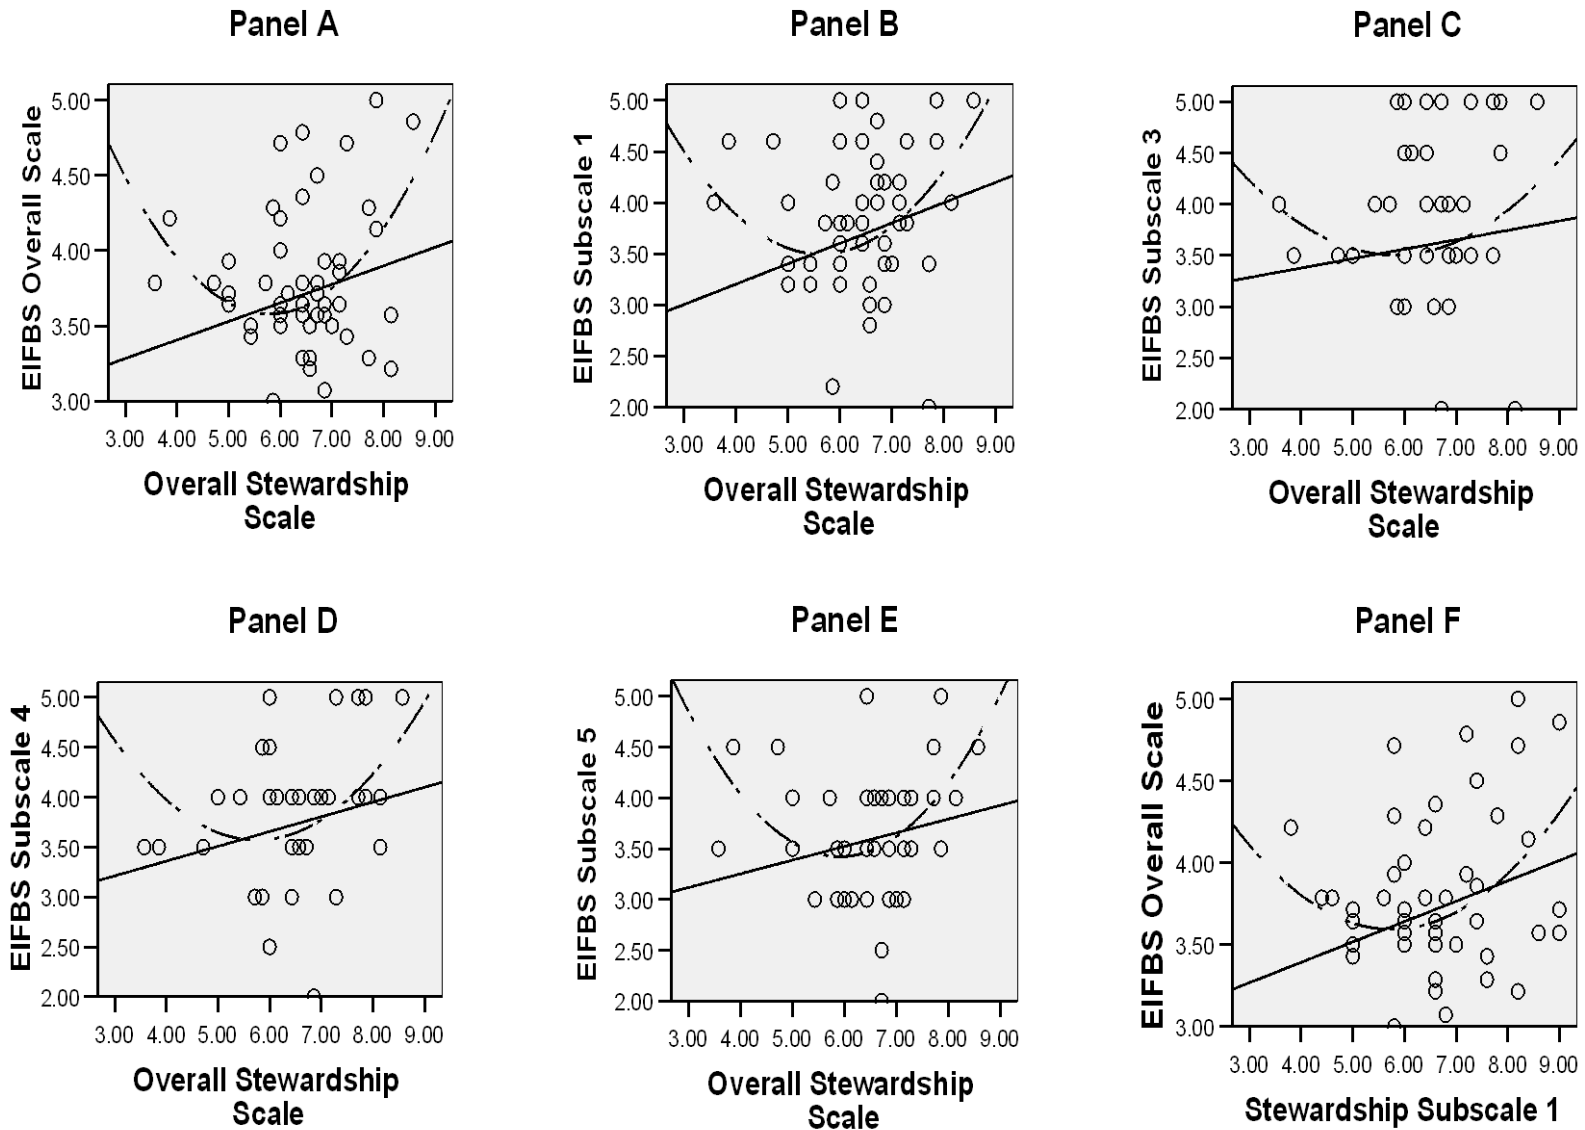 Panel A
EIFBS Overall Scale
5.00
4.50
4.00
3.50
3.00
3.00 4.00 5.00 6.00 7.00 8.00 9.00
Overall Stewardship
Scale
Panel B
EIFBS Subscale 1
5.00
4.50
4.00
3.50
3.00
2.50
2.00
3.00 4.00 5.00 6.00 7.00 8.00 9.00
Overall Stewardship
Scale
Panel C
EIFBS Subscale 3
5.00
4.50
4.00
3.50
3.00
2.50
2.00
3.00 4.00 5.00 6.00 7.00 8.00 9.00
Overall Stewardship
Scale
Panel D
EIFBS Subscale 4
5.00
4.50
4.00
3.50
3.00
2.50
2.00
3.00 4.00 5.00 6.00 7.00 8.00 9.00
Overall Stewardship
Scale
Panel E
EIFBS Subscale 5
5.00
4.50
4.00
3.50
3.00
2.50
2.00
3.00 4.00 5.00 6.00 7.00 8.00 9.00
Overall Stewardship
Scale
Panel F
EIFBS Overall Scale
5.00
4.50
4.00
3.50
3.00
3.00 4.00 5.00 6.00 7.00 8.00 9.00
Stewardship Subscale 1